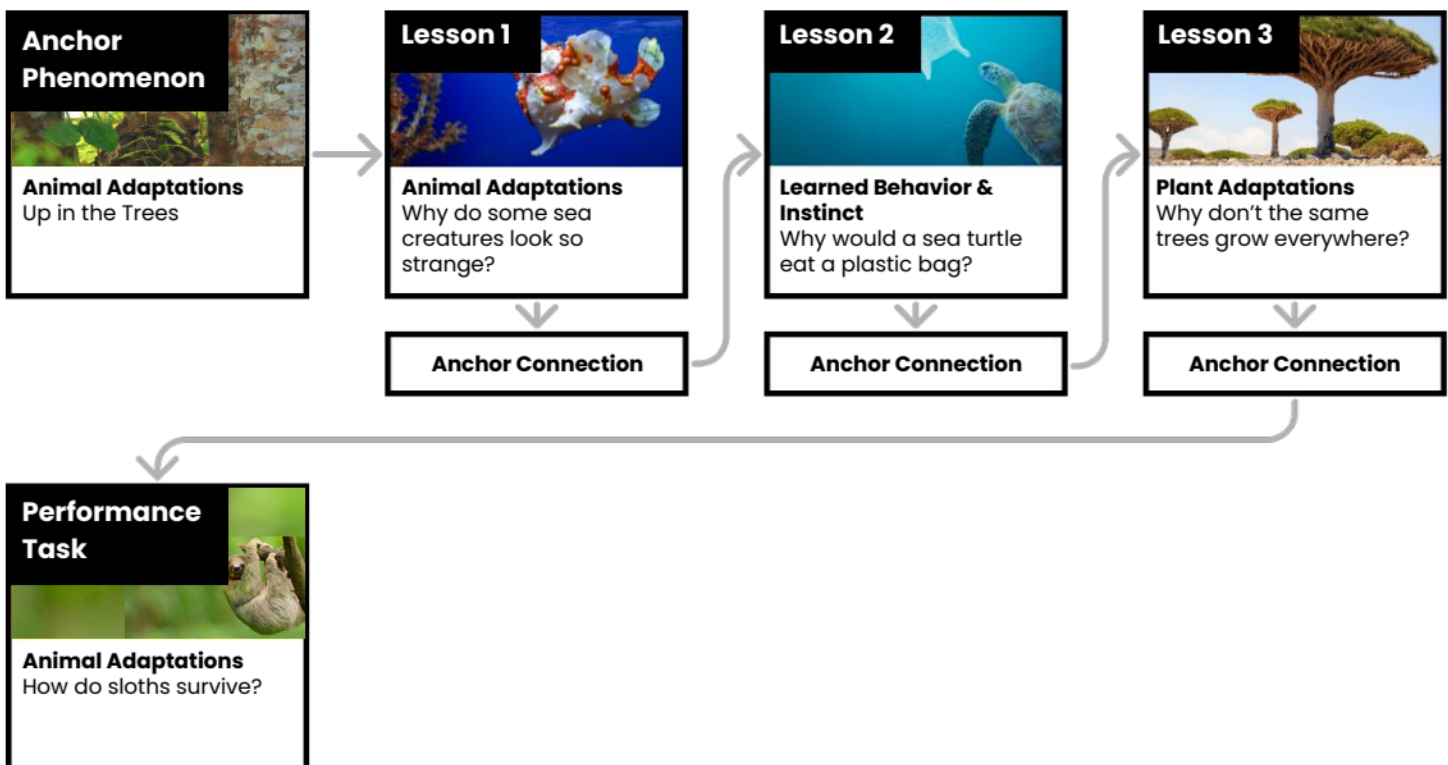 Anchor
Phenomenon
Animal Adaptations
Up in the Trees
Lesson 1
Animal Adaptations
Why do some sea
creatures look so
strange?
Anchor Connection
Lesson 2
Learned Behavior &
Instinct
Why would a sea turtle
eat a plastic bag?
Anchor Connection
Lesson 3
Plant Adaptations
Why don’t the same
trees grow everywhere?
Anchor Connection
Performance
Task
Animal Adaptations
How do sloths survive?